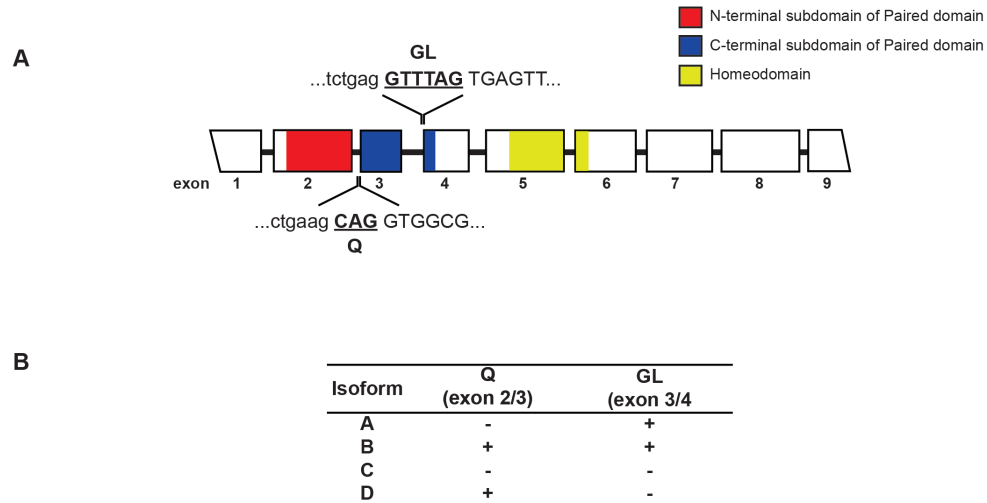 N-terminal subdomain of Paired domain
C-terminal subdomain of Paired domain
Homeodomain
A
GL
...tctgag GTTTAG TGAGTT...
exon 1 2 3 4 5 6 7 8 9
...ctgaag CAG GTGGCG...
Q
B
Isoform Q (exon 2/3) GL (exon 3/4
A - +
B + +
C - -
D + -